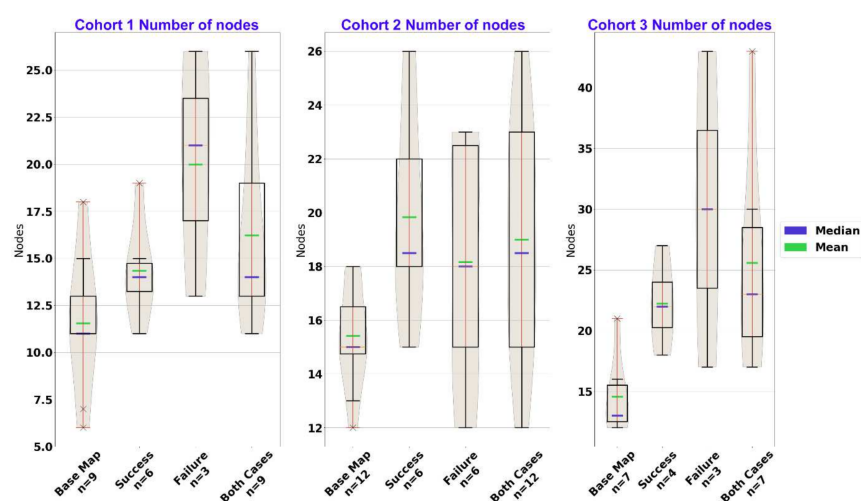 Cohort 1 Number of nodes
Cohort 2 Number of nodes
Cohort 3 Number of nodes
Nodes
25.0
22.5
20.0
17.5
15.0
12.5
10.0
7.5
5.0
Base Map
n=9
Success
n=6
Failure
n=3
Both Cases
n=9
Nodes
26
24
22
20
18
16
14
12
Base Map
n=12
Success
n=6
Failure
n=6
Both Cases
n=12
Nodes
40
35
30
25
20
15
Base Map
n=7
Success
n=4
Failure
n=3
Both Cases
n=7
Median
Mean